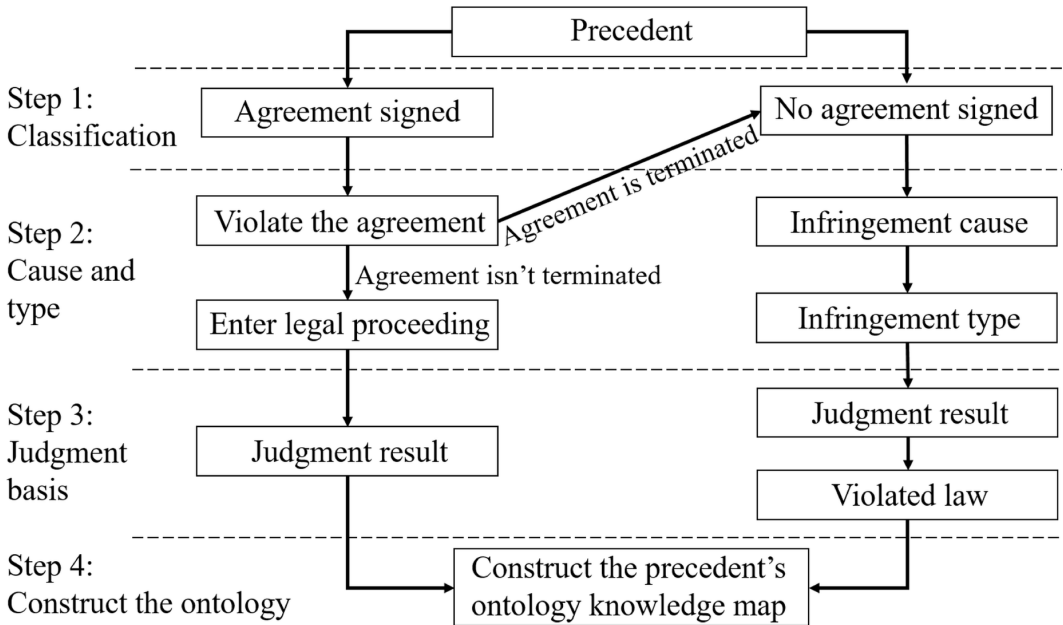 Precedent
Step 1:
Classification
Agreement signed
No agreement signed
Agreement is terminated
Step 2:
Cause and
type
Violate the agreement
Infringement cause
Agreement isn’t terminated
Enter legal proceeding
Infringement type
Step 3:
Judgment
basis
Judgment result
Judgment result
Violated law
Step 4:
Construct the ontology
Construct the precedent’s
ontology knowledge map